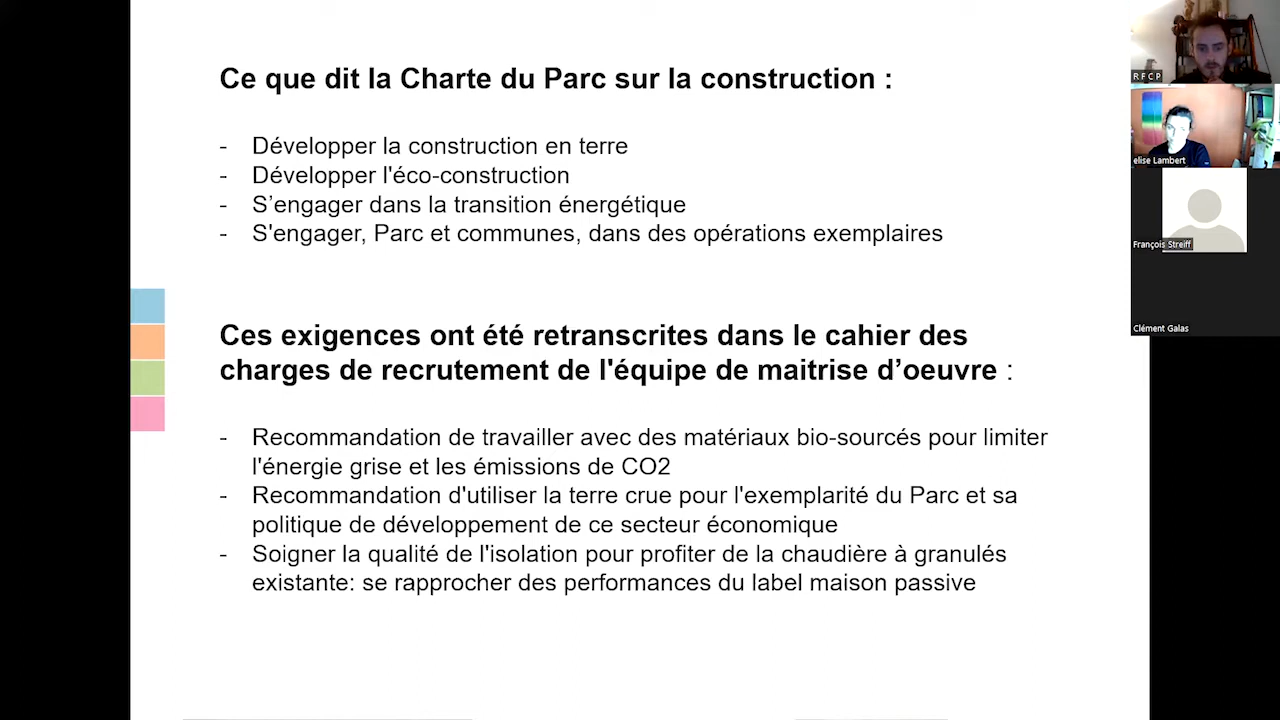 Ce que dit la Charte du Parc sur la construction :
- Développer la construction en terre
- Développer l'éco-construction
- S’engager dans la transition énergétique
- S'engager, Parc et communes, dans des opérations exemplaires
Ces exigences ont été retranscrites dans le cahier des
charges de recrutement de l'équipe de maitrise d’oeuvre :
- Recommandation de travailler avec des matériaux bio-sourcés pour limiter
l'énergie grise et les émissions de CO2
- Recommandation d'utiliser la terre crue pour l'exemplarité du Parc et sa
politique de développement de ce secteur économique
- Soigner la qualité de l'isolation pour profiter de la chaudière à granulés
existante: se rapprocher des performances du label maison passive
R F C P
elise Lambert
François Streiff
Clément Galas